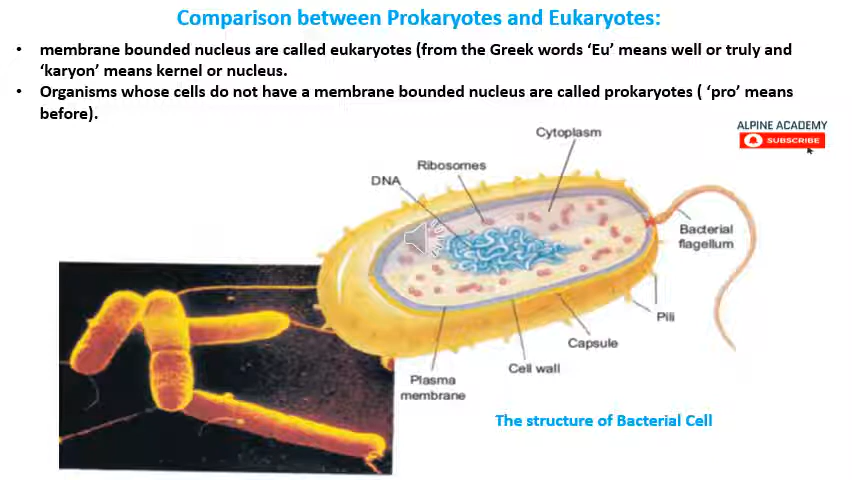 Comparison between Prokaryotes and Eukaryotes:
• membrane bounded nucleus are called eukaryotes (from the Greek words ‘Eu’ means well or truly and
‘karyon’ means kernel or nucleus.
• Organisms whose cells do not have a membrane bounded nucleus are called prokaryotes ( ‘pro’ means
before).
ALPINE ACADEMY
SUBSCRIBE
Cytoplasm
Ribosomes
DNA
Bacterial
flagellum
Pili
Capsule
Cell wall
Plasma
membrane
The structure of Bacterial Cell